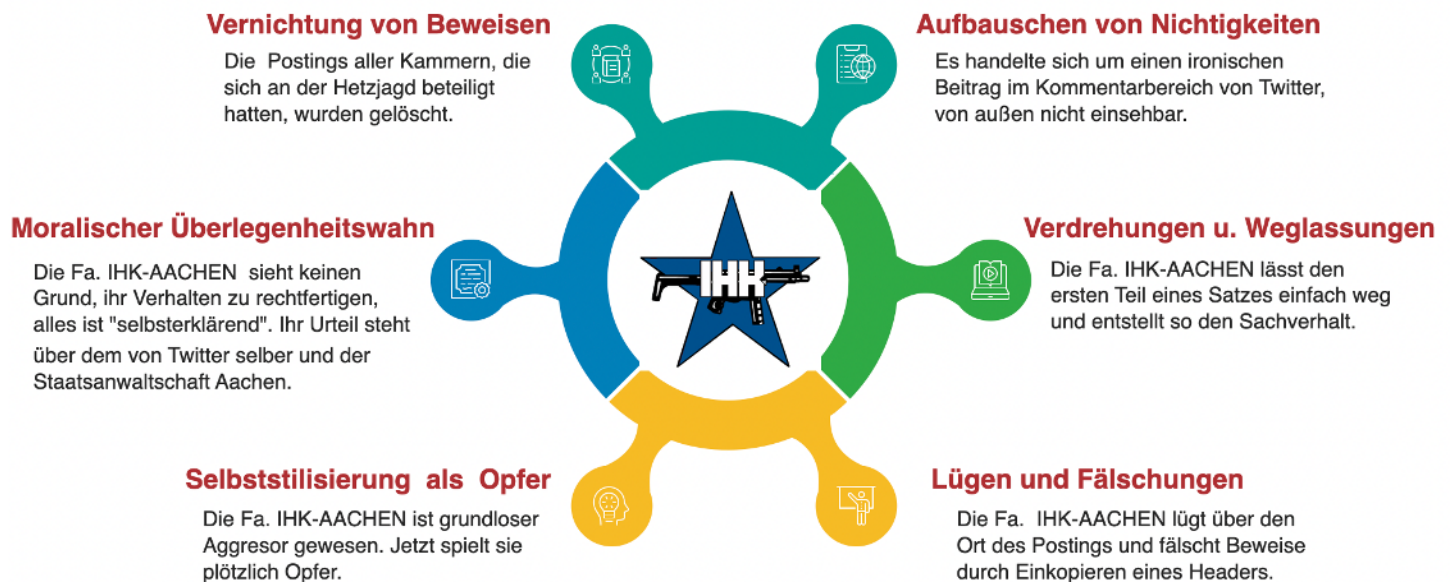 Vernichtung von Beweisen
Die Postings aller Kammern, die
sich an der Hetzjagd beteiligt
hatten, wurden gelöscht.
Aufbauschen von Nichtigkeiten
Es handelte sich um einen ironischen
Beitrag im Kommentarbereich von Twitter,
von außen nicht einsehbar.
Moralischer Überlegenheitswahn
Die Fa. IHK-AACHEN sieht keinen
Grund, ihr Verhalten zu rechtfertigen,
alles ist "selbsterklärend". Ihr Urteil steht
über dem von Twitter selber und der
Staatsanwaltschaft Aachen.
IHH
Verdrehungen u. Weglassungen
Die Fa. IHK-AACHEN lässt den
ersten Teil eines Satzes einfach weg
und entstellt so den Sachverhalt.
Selbststilisierung als Opfer
Die Fa. IHK-AACHEN ist grundloser
Aggresor gewesen. Jetzt spielt sie
plötzlich Opfer.
Lügen und Fälschungen
Die Fa. IHK-AACHEN lügt über den
Ort des Postings und fälscht Beweise
durch Einkopieren eines Headers.